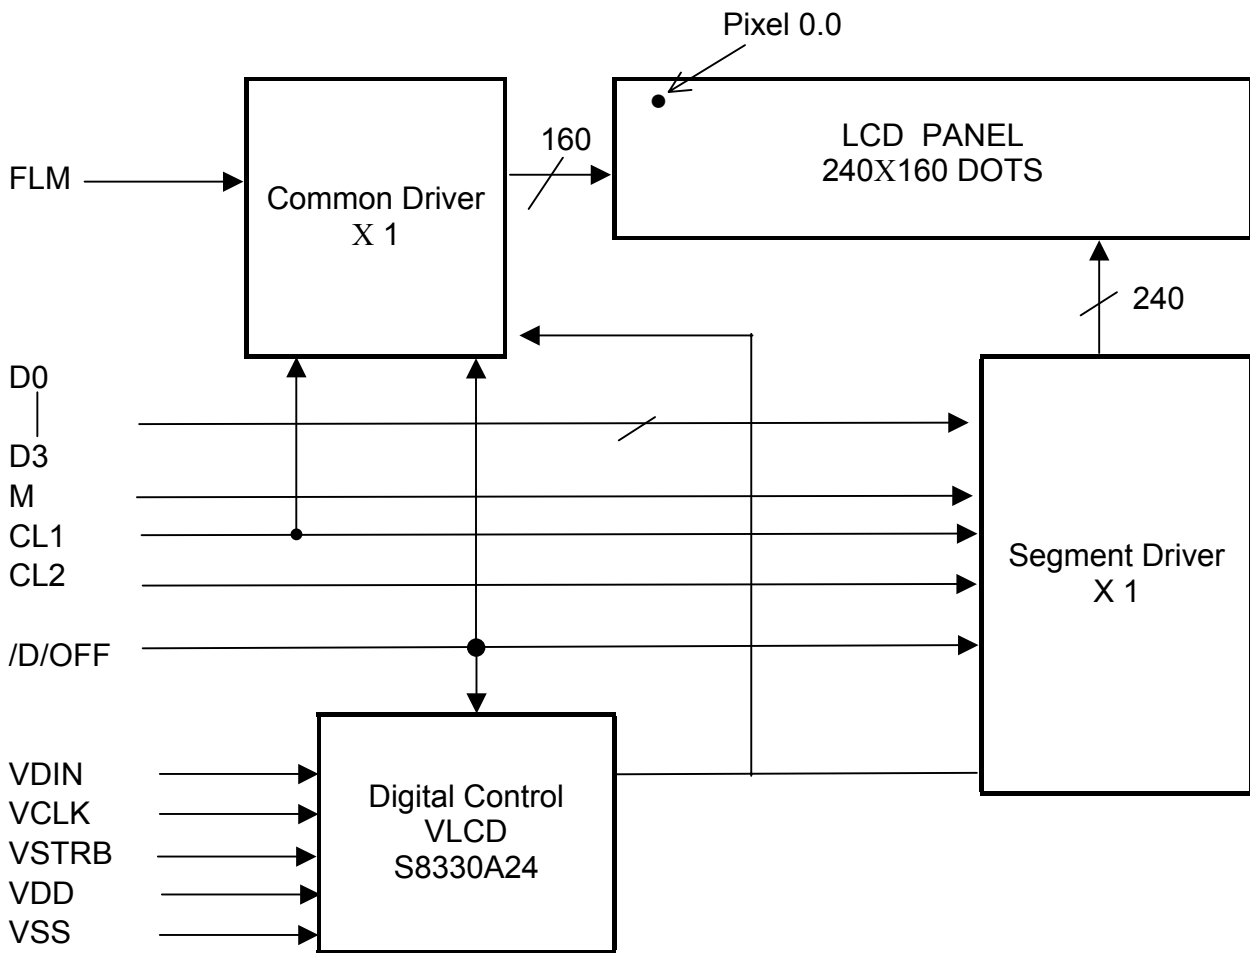 Pixel 0.0
LCD PANEL
240X160 DOTS
160
FLM
Common Driver
X 1
240
D0
D3
M
CL1
CL2
/D/OFF
Segment Driver
X 1
VDIN
VCLK
VSTRB
VDD
VSS
Digital Control
VLCD
S8330A24